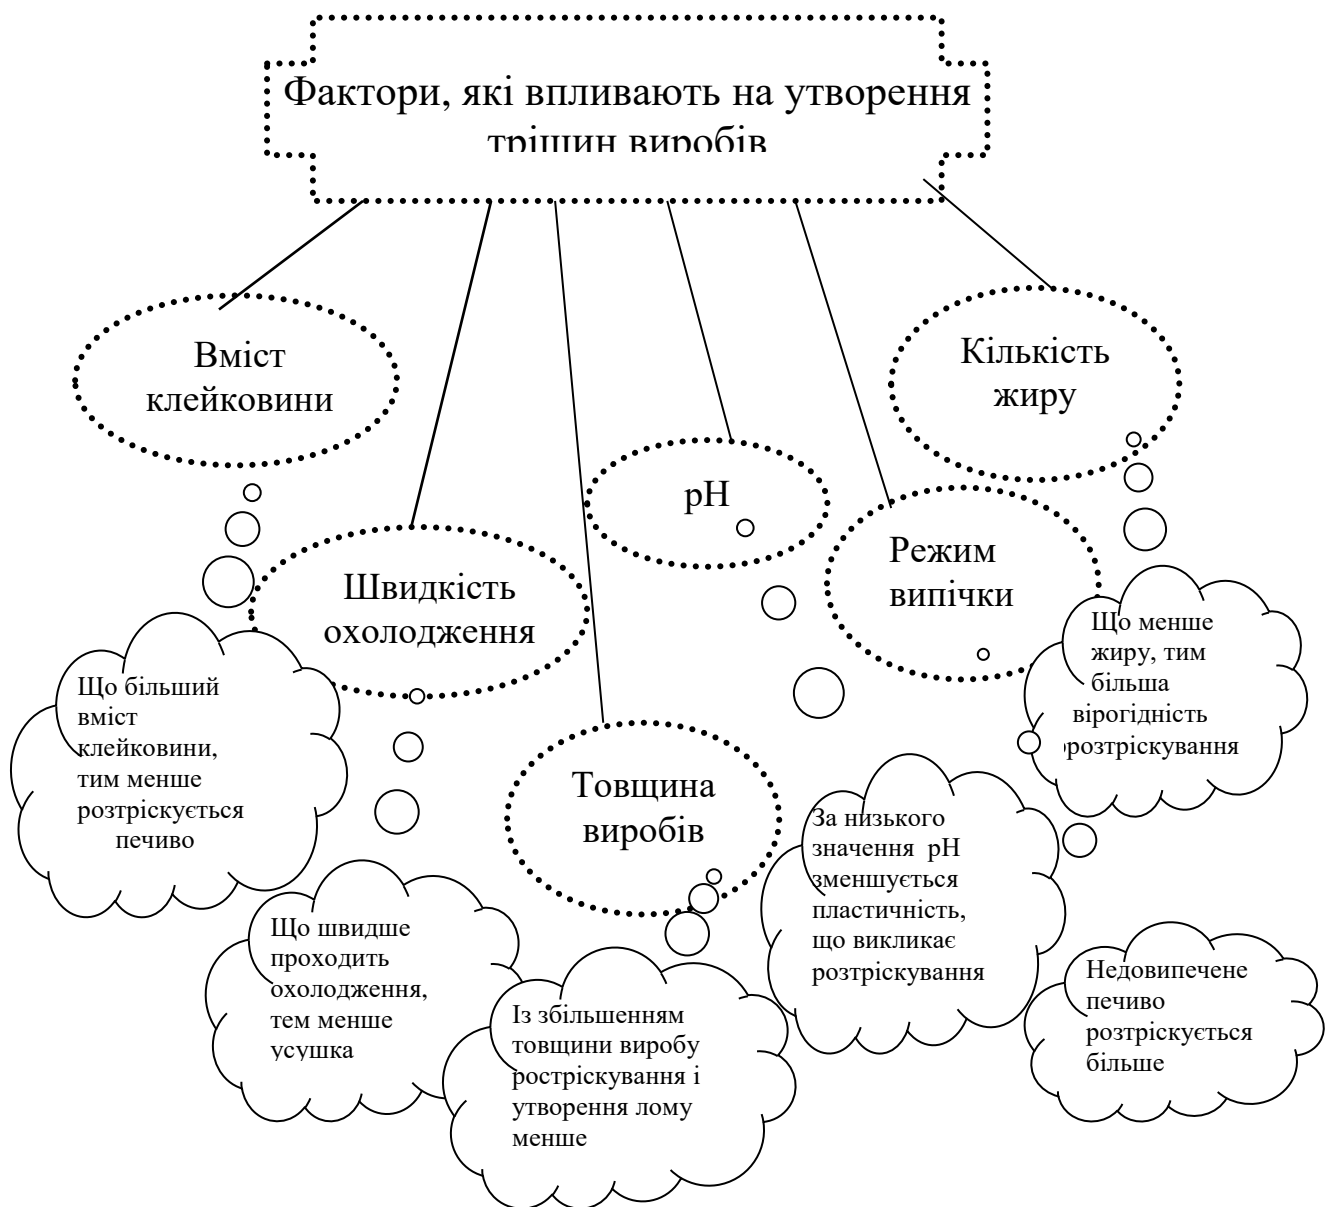 Фактори, які впливають на утворення
тріщин виробів
Вміст
клейковини
Кількість
жиру
рН
Режим
випічки
Швидкість
охолодження
Товщина
виробів
Що більший
вміст
клейковини,
тим менше
розтріскується
печиво
Що менше
жиру, тим
більша
вірогідність
розтріскування
За низького
значення рН
зменшується
пластичність,
що викликає
розтріскування
Що швидше
проходить
охолодження,
тем менше
усушка
Із збільшенням
товщини виробу
ростріскування і
утворення лому
менше
Недовипечене
печиво
розтріскується
більше